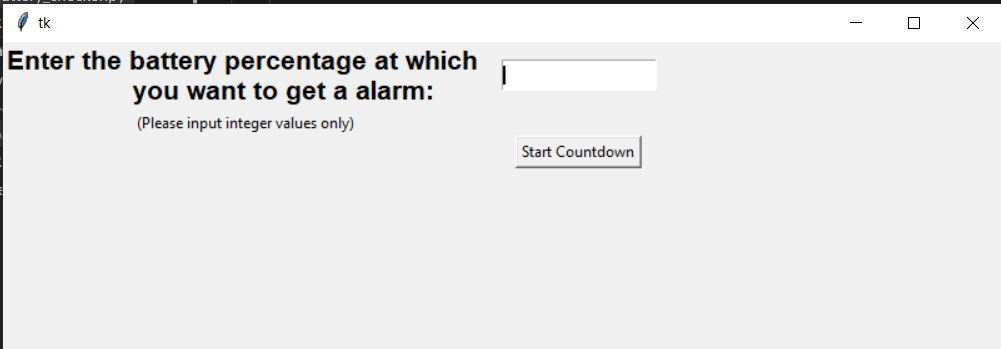 tk
Enter the battery percentage at which
you want to get a alarm:
(Please input integer values only)
Start Countdown